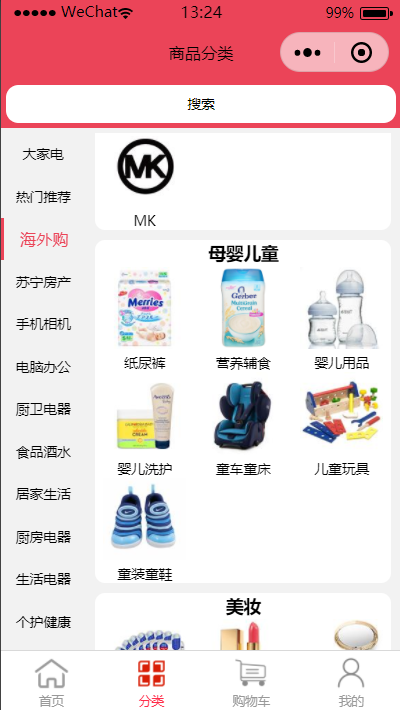 WeChat 13:24 99%
商品分类
搜索
大家电
热门推荐
海外购
苏宁房产
手机相机
电脑办公
厨卫电器
食品酒水
居家生活
厨房电器
生活电器
个护健康
MK
MK
母婴儿童
Merries
Gerber
Multigrain
Cereal
纸尿裤
营养辅食
婴儿用品
Aveeno
CREAM
婴儿洗护
童车童床
儿童玩具
童装童鞋
美妆
首页
分类
购物车
我的